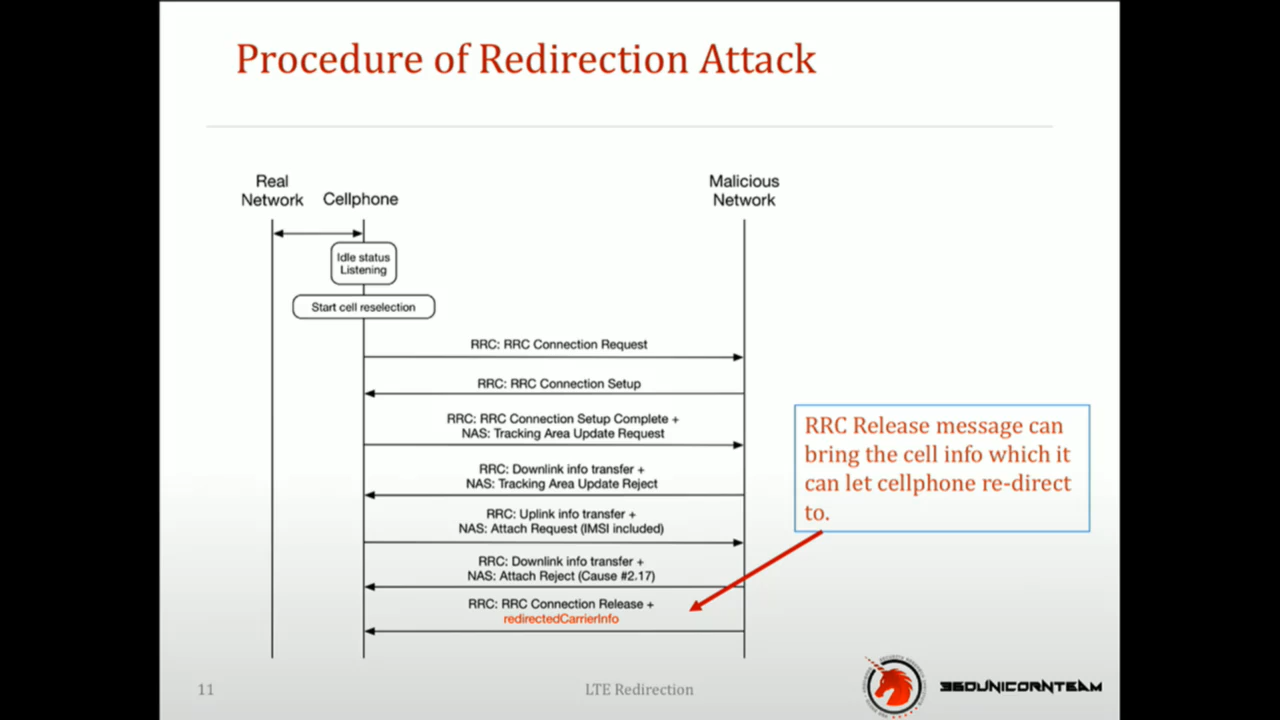 Procedure of Redirection Attack
Real
Network
Cellphone
Malicious
Network
Idle status
Listening
Start cell reselection
RRC: RRC Connection Request
RRC: RRC Connection Setup
RRC: RRC Connection Setup Complete +
NAS: Tracking Area Update Request
RRC: Downlink info transfer +
NAS: Tracking Area Update Reject
RRC: Uplink info transfer +
NAS: Attach Request (IMSI included)
RRC: Downlink info transfer +
NAS: Attach Reject (Cause #2.17)
RRC: RRC Connection Release +
redirectedCarrierInfo
RRC Release message can
bring the cell info which it
can let cellphone re-direct
to.
11
LTE Redirection
360UNICORNTEAM